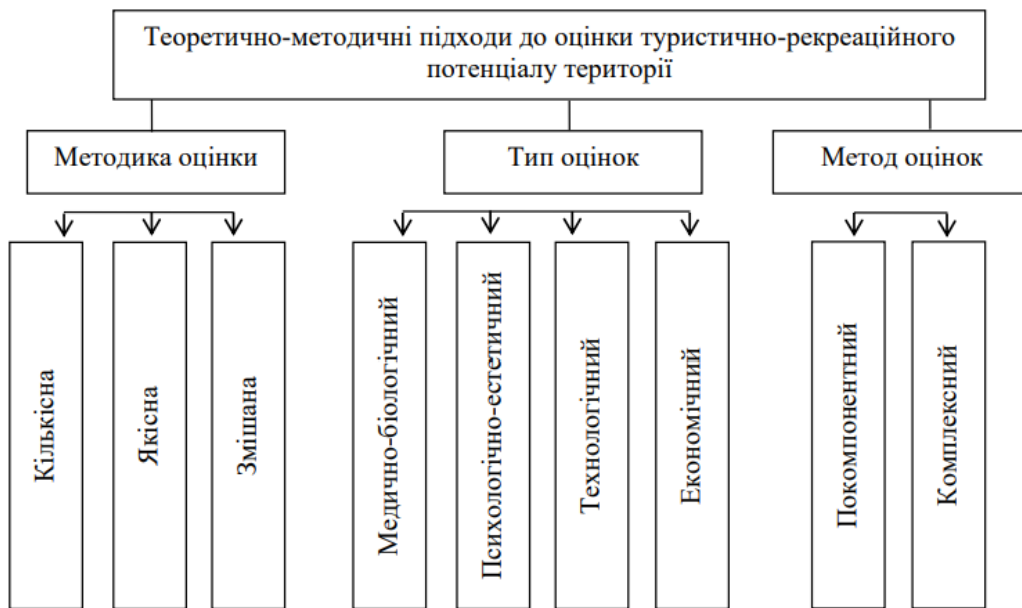 Теоретично-методичні підходи до оцінки туристично-рекреаційного
потенціалу території
Методика оцінки
Тип оцінок
Метод оцінок
Кількісна
Якісна
Змішана
Медично-біологічний
Психологічно-естетичний
Технологічний
Економічний
Покомпонентний
Комплексний